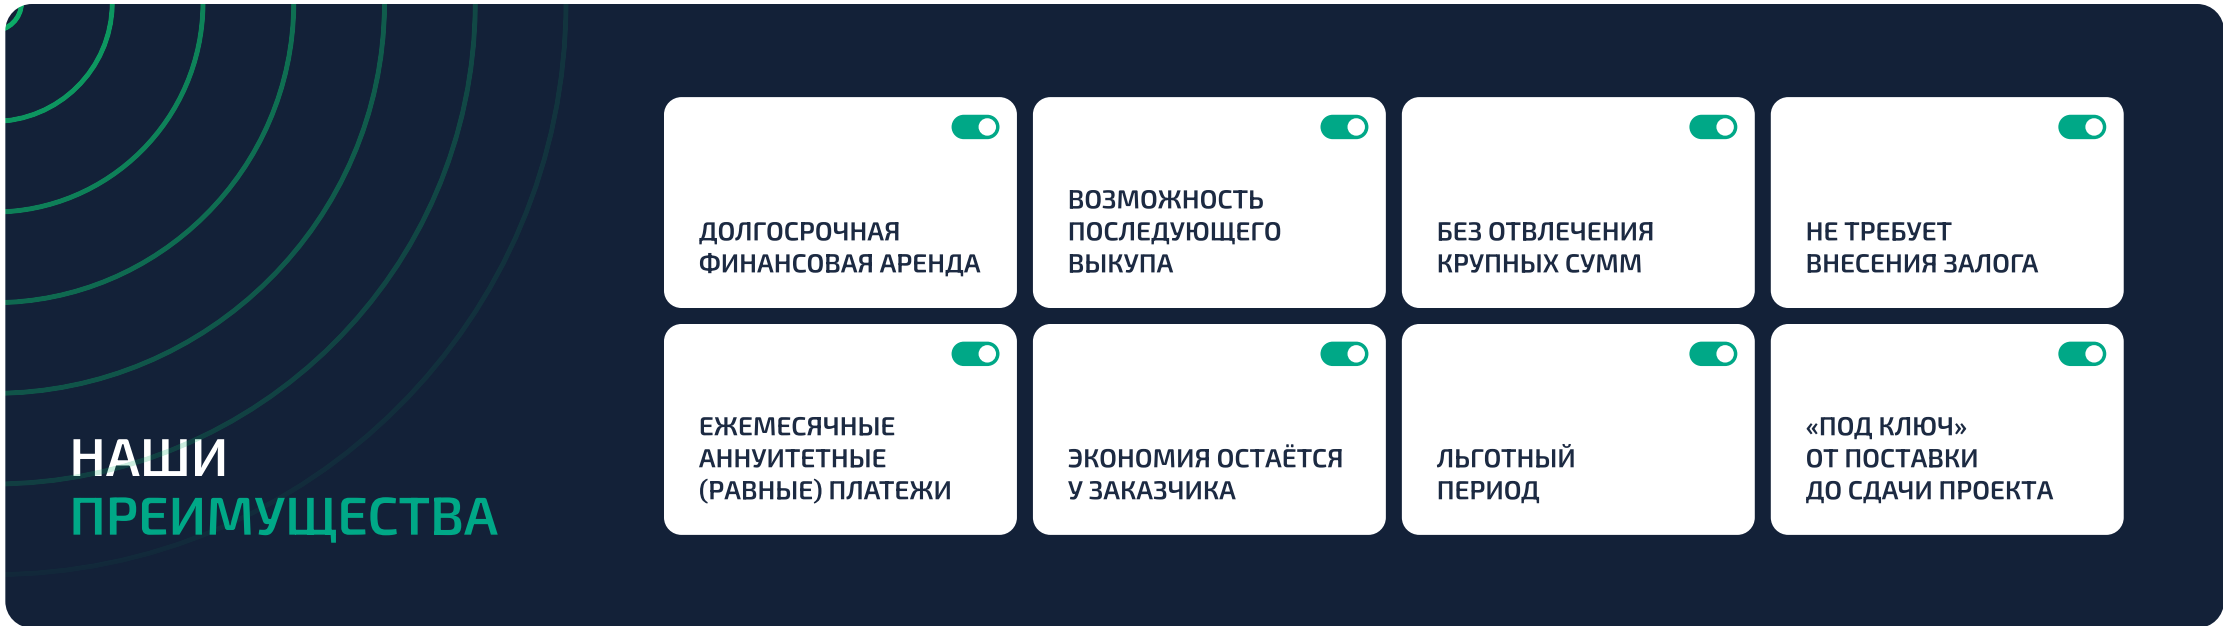 НАШИ
ПРЕИМУЩЕСТВА
ДОЛГОСРОЧНАЯ
ФИНАНСОВАЯ АРЕНДА
ВОЗМОЖНОСТЬ
ПОСЛЕДУЮЩЕГО
ВЫКУПА
БЕЗ ОТВЛЕЧЕНИЯ
КРУПНЫХ СУММ
НЕ ТРЕБУЕТ
ВНЕСЕНИЯ ЗАЛОГА
ЕЖЕМЕСЯЧНЫЕ
АННУИТЕТНЫЕ
(РАВНЫЕ) ПЛАТЕЖИ
ЭКОНОМИЯ ОСТАЁТСЯ
У ЗАКАЗЧИКА
ЛЬГОТНЫЙ
ПЕРИОД
«ПОД КЛЮЧ»
ОТ ПОСТАВКИ
ДО СДАЧИ ПРОЕКТА